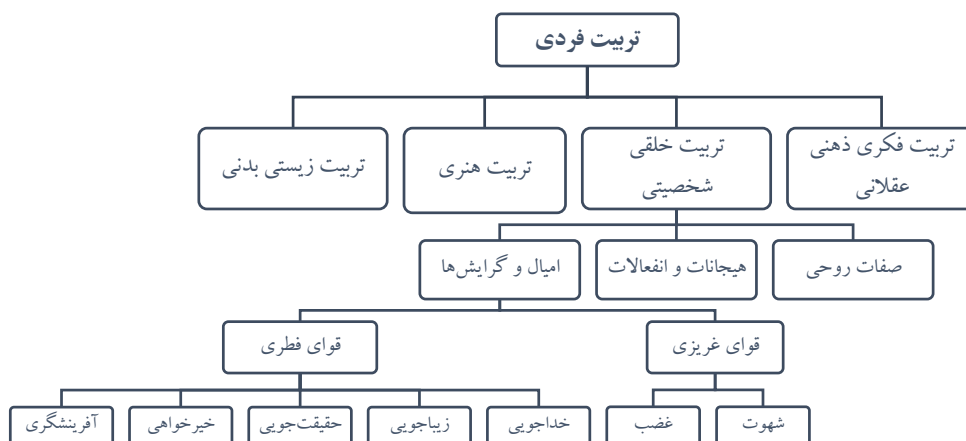 تربیت فردی
تربیت فکری ذهنی
عقلانی
تربیت خلقی
شخصیتی
تربیت هنری
تربیت زیستی بدنی
صفات روحی
هیجانات و انفعالات
امیال و گرایش‌ها
قوای غریزی
قوای فطری
شهوت
غضب
خداجویی
زیباجویی
حقیقت‌جویی
خیرخواهی
آفرینشگری